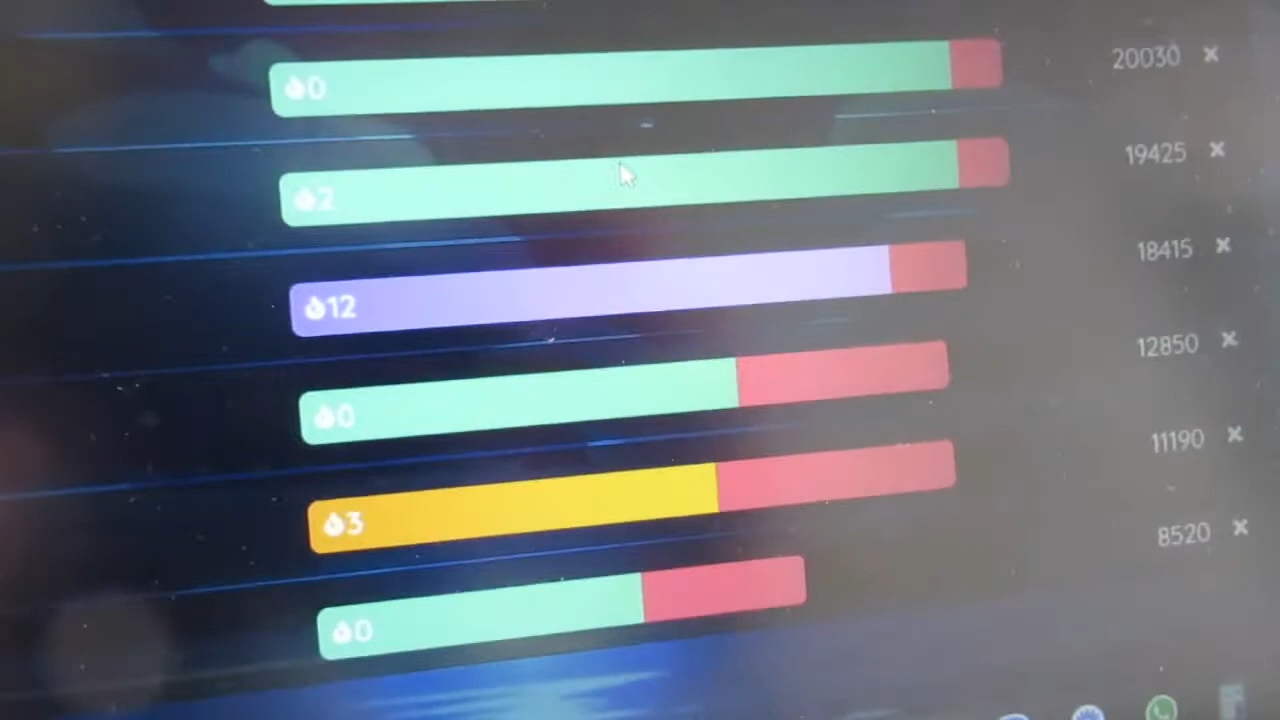 0 20030 ×
2 19425 ×
12 18415 ×
0 12850 ×
3 11190 ×
0 8520 ×